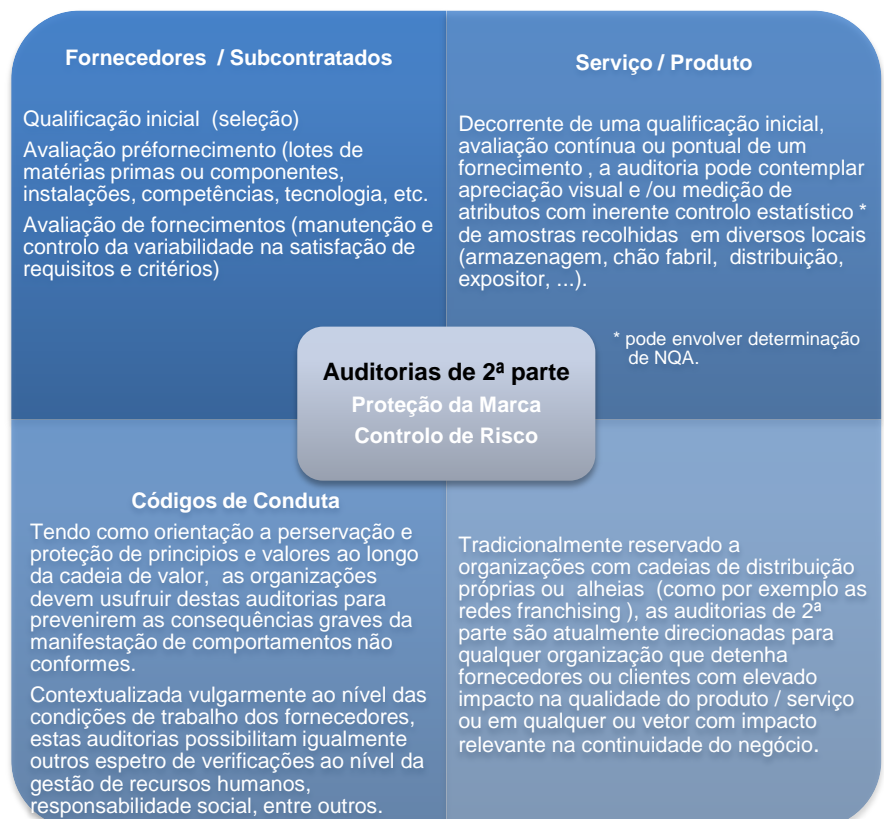 Fornecedores / Subcontratados
Qualificação inicial (seleção)
Avaliação préfornecimento (lotes de
matérias primas ou componentes,
instalações, competências, tecnologia, etc.
Avaliação de fornecimentos (manutenção e
controlo da variabilidade na satisfação de
requisitos e critérios)
Serviço / Produto
Decorrente de uma qualificação inicial,
avaliação contínua ou pontual de um
fornecimento , a auditoria pode contemplar
apreciação visual e /ou medição de
atributos com inerente controlo estatístico *
de amostras recolhidas em diversos locais
(armazenagem, chão fabril, distribuição,
expositor, ...).
* pode envolver determinação
de NQA.
Auditorias de 2ª parte
Proteção da Marca
Controlo de Risco
Códigos de Conduta
Tendo como orientação a perservação e
proteção de principios e valores ao longo
da cadeia de valor, as organizações
devem usufruir destas auditorias para
prevenirem as consequências graves da
manifestação de comportamentos não
conformes.
Contextualizada vulgarmente ao nível das
condições de trabalho dos fornecedores,
estas auditorias possibilitam igualmente
outros espetro de verificações ao nível da
gestão de recursos humanos,
responsabilidade social, entre outros.
Tradicionalmente reservado a
organizações com cadeias de distribuição
próprias ou alheias (como por exemplo as
redes franchising ), as auditorias de 2ª
parte são atualmente direcionadas para
qualquer organização que detenha
fornecedores ou clientes com elevado
impacto na qualidade do produto / serviço
ou em qualquer ou vetor com impacto
relevante na continuidade do negócio.